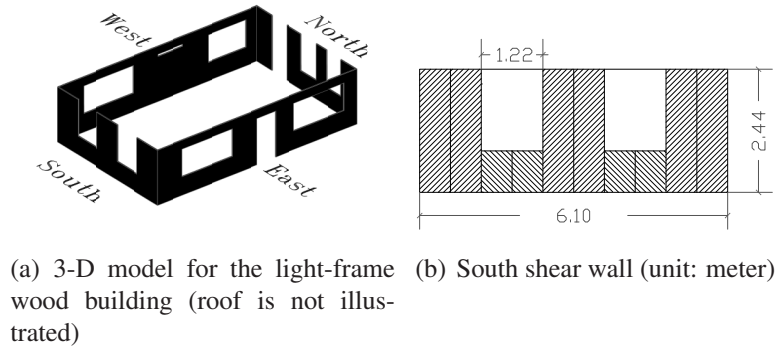 West
North
South
East
1.22
2.44
6.10
(a) 3-D model for the light-frame
wood building (roof is not illus-
trated)
(b) South shear wall (unit: meter)